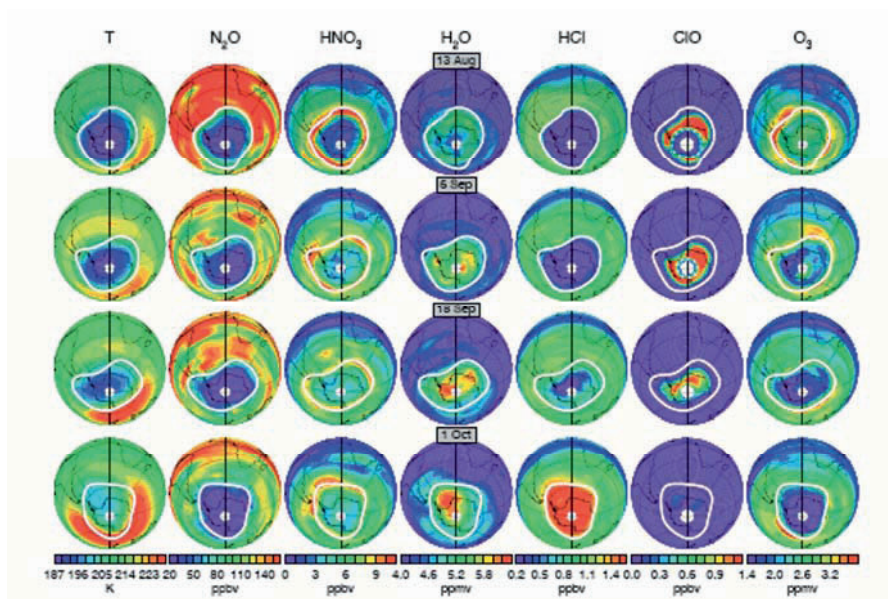 T N₂O HNO₃ H₂O HCl ClO O₃
13 Aug
5 Sep
18 Sep
1 Oct
187 196 205 214 223 20 50 80 110 140 0 3 6 9 4.0 4.6 5.2 5.8 0.2 0.5 0.8 1.1 1.4 0.0 0.3 0.6 0.9 1.4 2.0 2.6 3.2
K ppbv ppbv ppmv ppbv ppbv ppmv